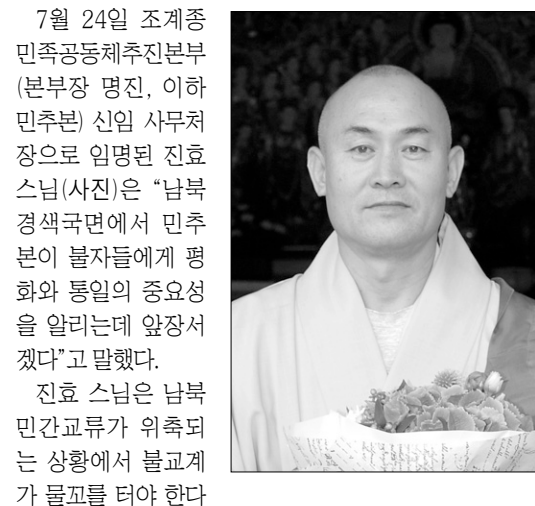 7월 24일 조계종
민족공동체추진본부
(본부장 명진, 이하
민추본) 신임 사무처
장으로 임명된 진효
스님(사진)은 “남북
경색국면에서 민추
본이 불자들에게 평
화와 통일의 중요성
을 알리는데 앞장서
겠다”고 말했다.
진효 스님은 남북
민간교류가 위축되
는 상황에서 불교계
가 물꼬를 터야 한다